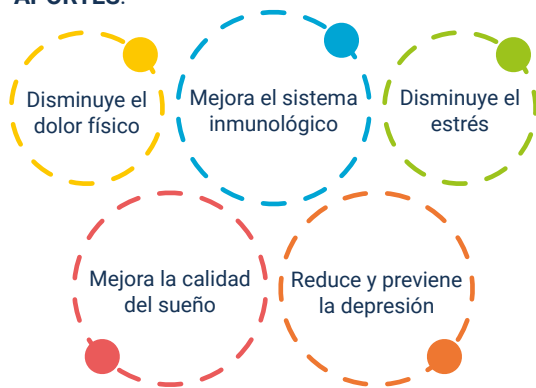 APORTES:
Disminuye el
dolor físico
Mejora el sistema
inmunológico
Disminuye el
estrés
Mejora la calidad
del sueño
Reduce y previene
la depresión